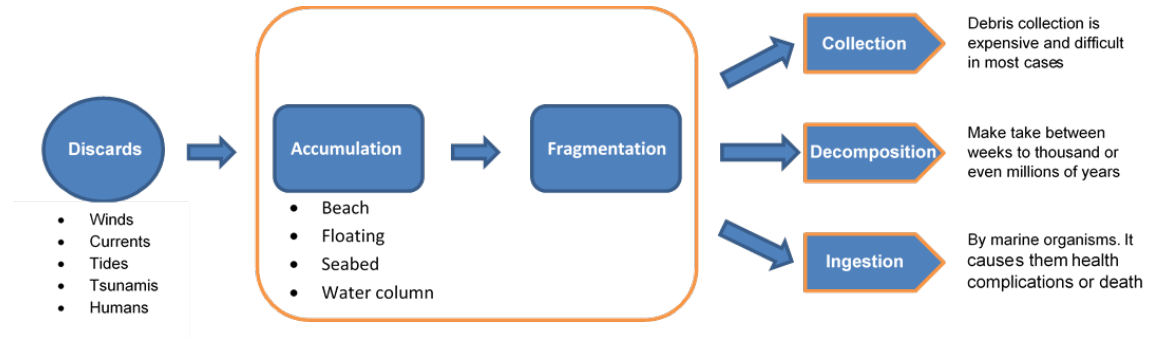 Discards
• Winds
• Currents
• Tides
• Tsunamis
• Humans
Accumulation
• Beach
• Floating
• Seabed
• Water column
Fragmentation
Collection
Debris collection is
expensive and difficult
in most cases
Decomposition
Make take between
weeks to thousand or
even millions of years
Ingestion
By marine organisms. It
causes them health
complications or death